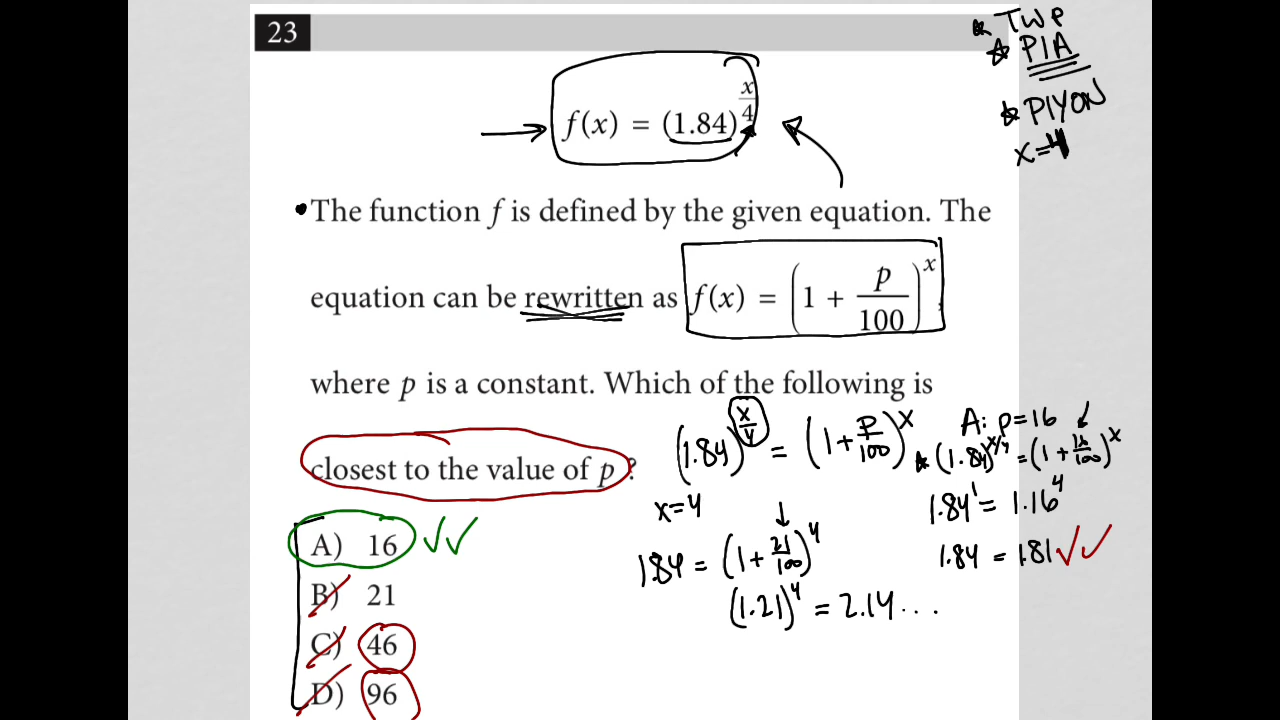 23
* TWP
* PIA
* PIYON
x=4
f(x) = (1.84)^(x/4)
• The function f is defined by the given equation. The
equation can be rewritten as f(x) = (1 + p/100)^x
where p is a constant. Which of the following is
closest to the value of p ?
A) 16
B) 21
C) 46
D) 96
(1.84)^(x/4) = (1 + P/100)^x
x=4
1.84 = (1 + 21/100)^4
(1.21)^4 = 2.14 ...
A: p=16
* (1.84)^(x/4) = (1 + 16/100)^x
1.84^1 = 1.16^4
1.84 = 1.81